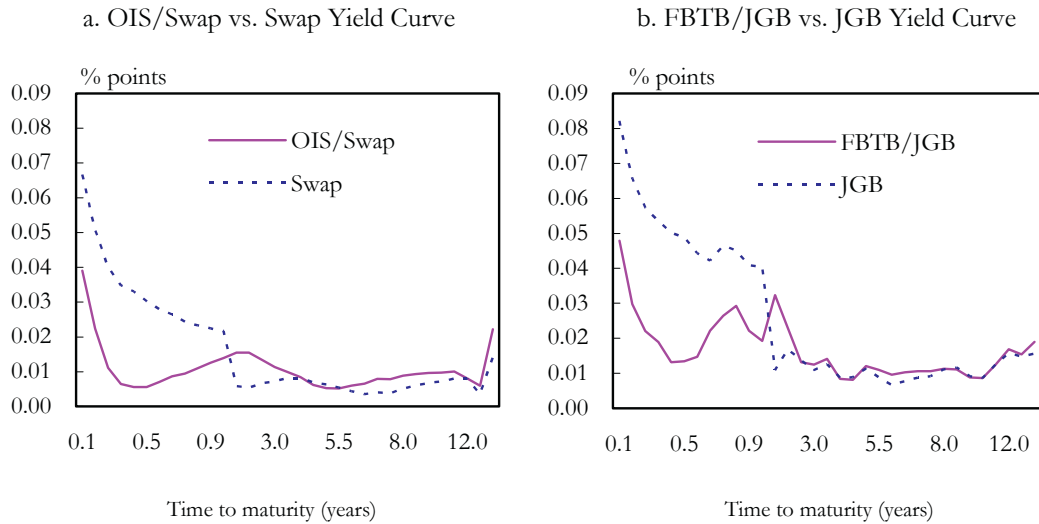 a. OIS/Swap vs. Swap Yield Curve
% points
0.09
0.08
0.07
0.06
0.05
0.04
0.03
0.02
0.01
0.00
OIS/Swap
Swap
0.1 0.5 0.9 3.0 5.5 8.0 12.0
Time to maturity (years)
b. FBTB/JGB vs. JGB Yield Curve
% points
0.09
0.08
0.07
0.06
0.05
0.04
0.03
0.02
0.01
0.00
FBTB/JGB
JGB
0.1 0.5 0.9 3.0 5.5 8.0 12.0
Time to maturity (years)